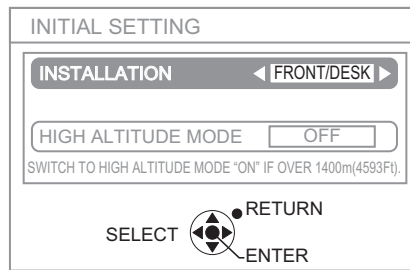 INITIAL SETTING
INSTALLATION FRONT/DESK
HIGH ALTITUDE MODE OFF
SWITCH TO HIGH ALTITUDE MODE “ON” IF OVER 1400m(4593Ft).
RETURN
SELECT
ENTER